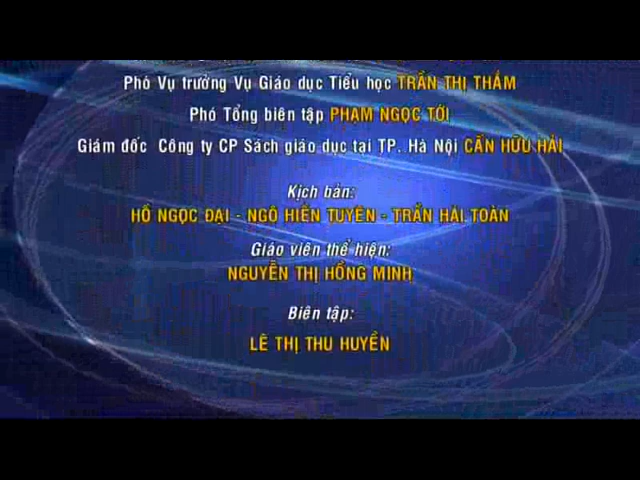 Phó Vụ trưởng Vụ Giáo dục Tiểu học TRẦN THỊ THẮM
Phó Tổng biên tập PHẠM NGỌC TỚI
Giám đốc Công ty CP Sách giáo dục tại TP. Hà Nội CẤN HỮU HẢI
Kịch bản:
HỒ NGỌC ĐẠI - NGÔ HIỀN TUYÊN - TRẦN HẢI TOÀN
Giáo viên thể hiện:
NGUYỄN THỊ HỒNG MINH
Biên tập:
LÊ THỊ THU HUYỀN